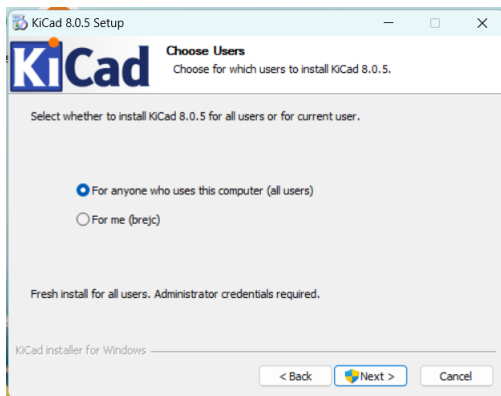 KiCad 8.0.5 Setup
KiCad
Choose Users
Choose for which users to install KiCad 8.0.5.
Select whether to install KiCad 8.0.5 for all users or for current user.
For anyone who uses this computer (all users)
For me (brejc)
Fresh install for all users. Administrator credentials required.
KiCad installer for Windows
< Back
Next >
Cancel